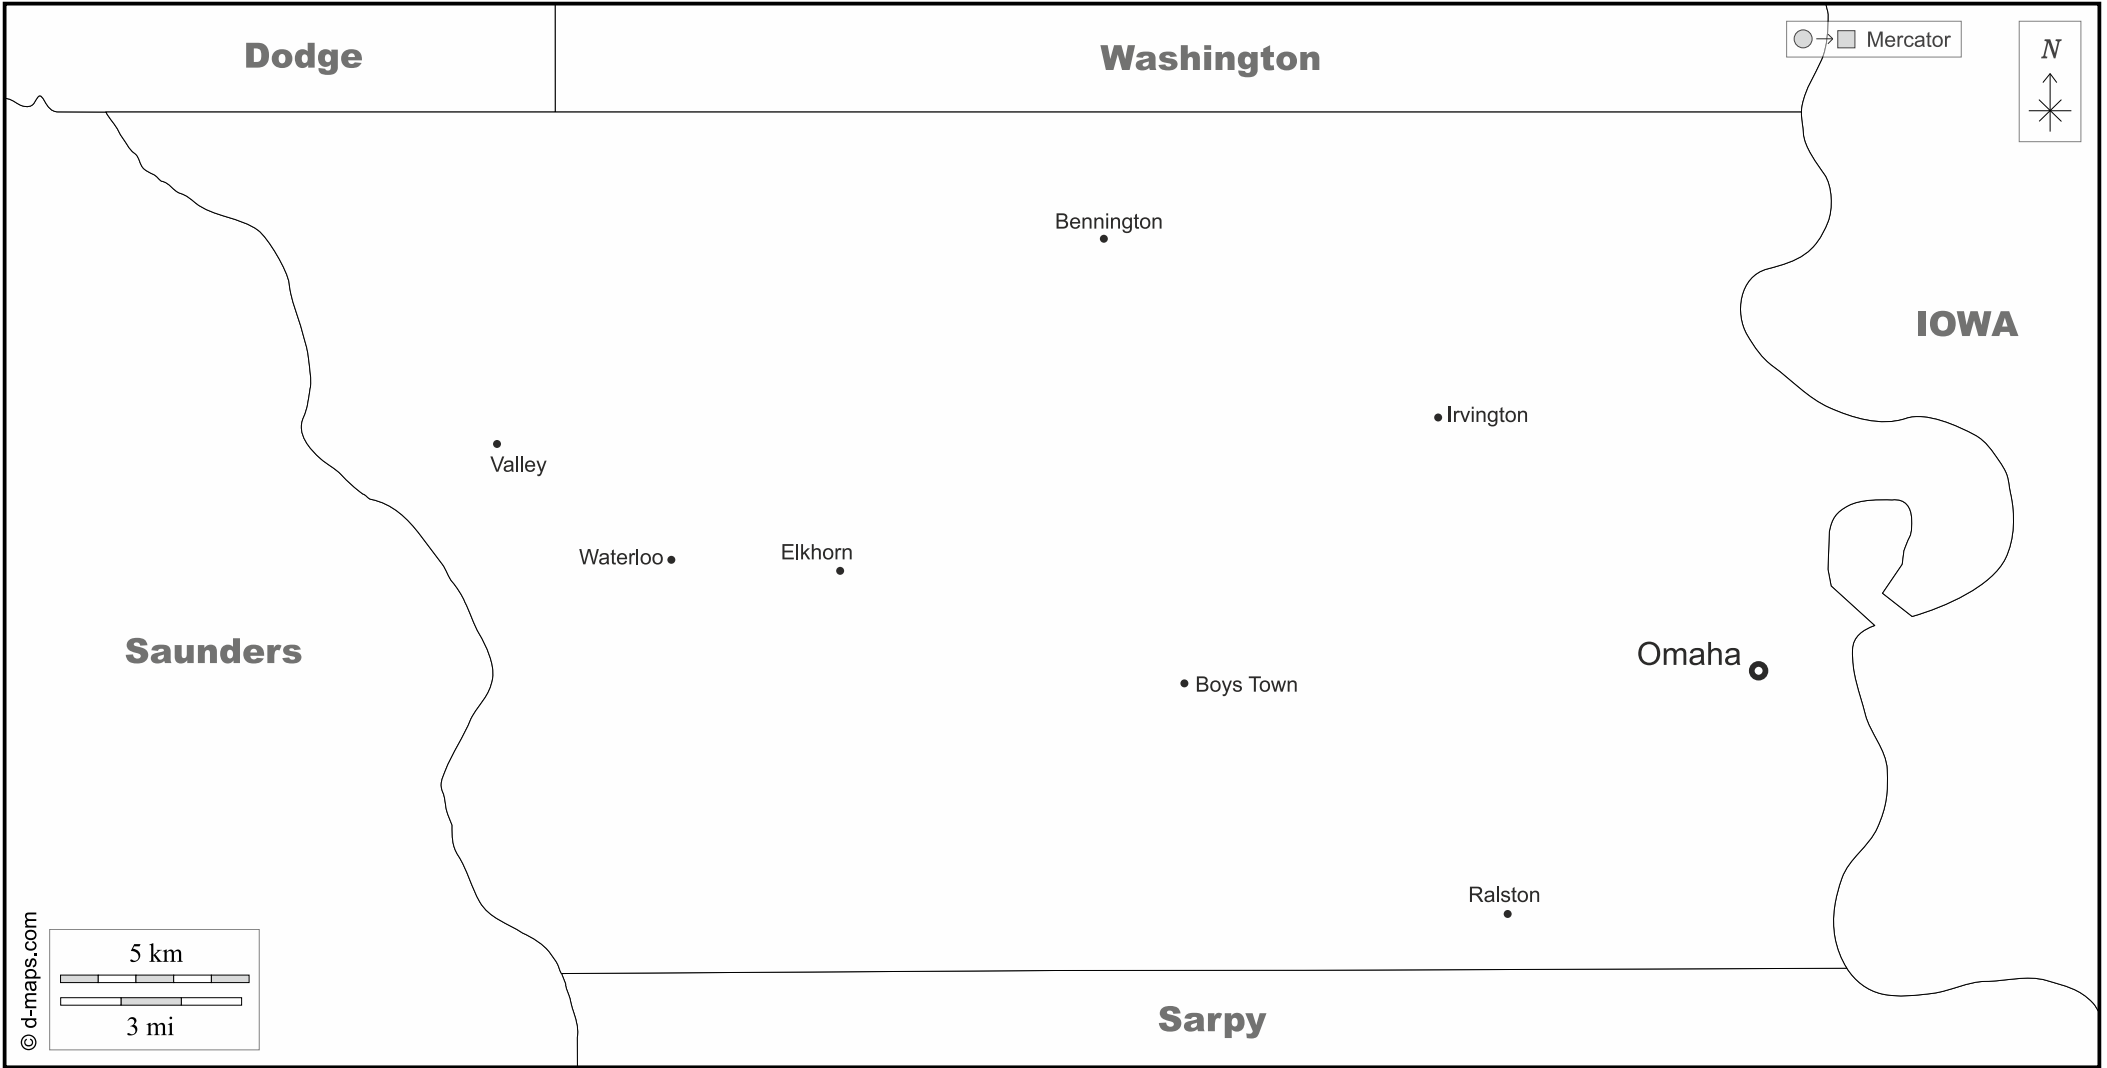 Dodge
Washington
Mercator
N
Bennington
IOWA
Irvington
Valley
Waterloo
Elkhorn
Saunders
Omaha
Boys Town
Ralston
© d-maps.com
5 km
3 mi
Sarpy